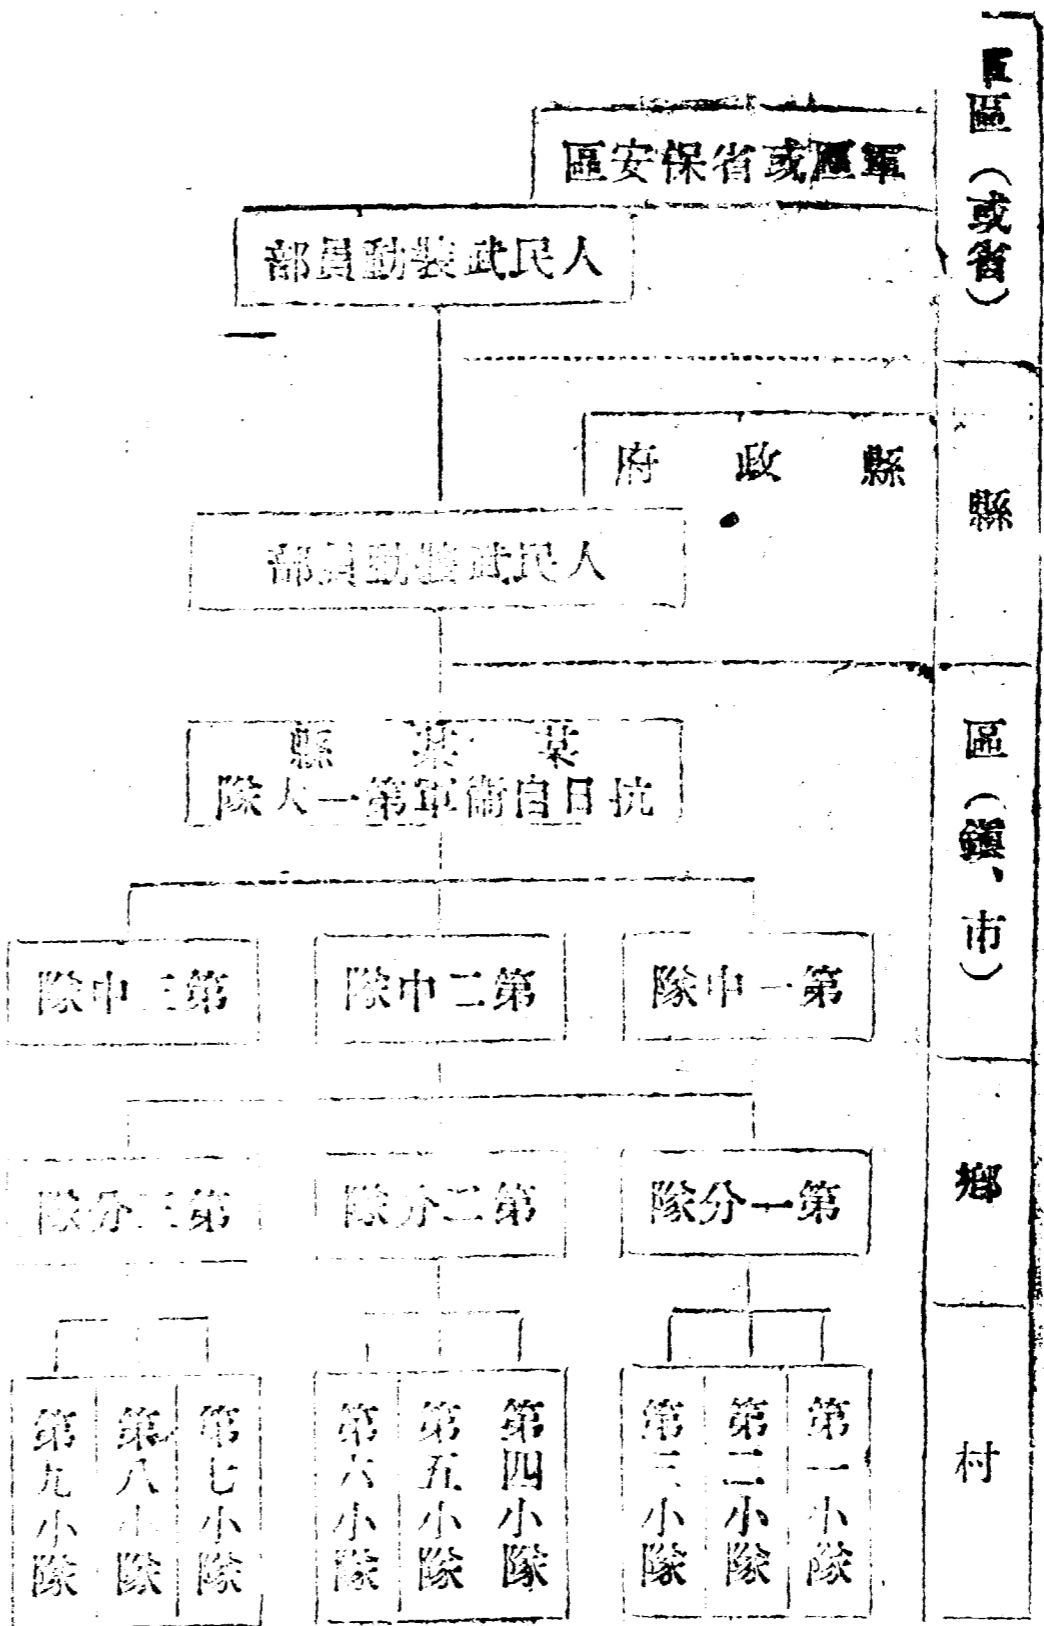 軍區（或省）
軍區或省保安區
人民武裝動員部
縣
縣政府
人民武裝動員部
區（鎮、市）
某某縣
抗日自衛軍第一大隊
第一中隊
第二中隊
第三中隊
鄉
第一分隊
第二分隊
第三分隊
村
第一小隊
第二小隊
第三小隊
第四小隊
第五小隊
第六小隊
第七小隊
第八小隊
第九小隊